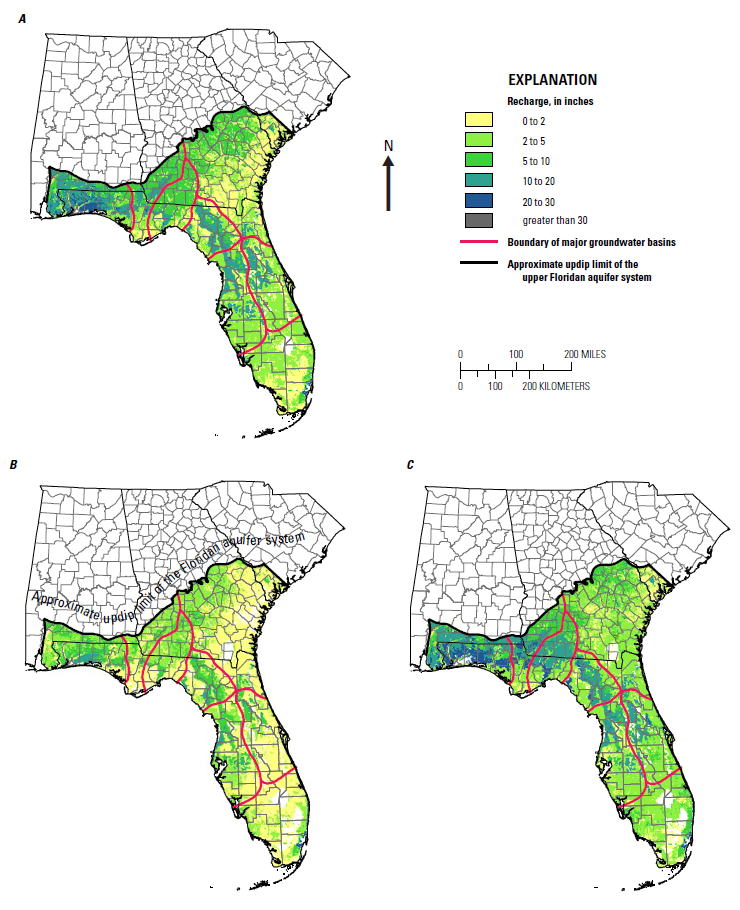 A
EXPLANATION
Recharge, in inches
0 to 2
2 to 5
5 to 10
10 to 20
20 to 30
greater than 30
Boundary of major groundwater basins
Approximate updip limit of the
upper Floridan aquifer system
N
0 100 200 MILES
0 100 200 KILOMETERS
B
Approximate updip limit of the Floridan aquifer system
C